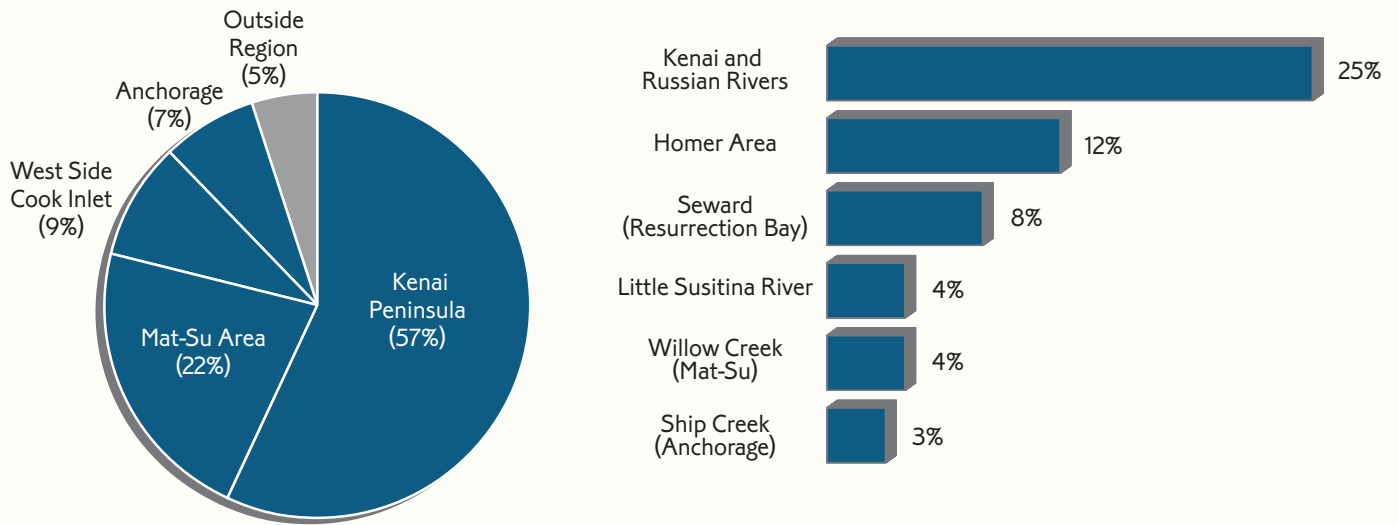 Outside
Region
(5%)
Anchorage
(7%)
West Side
Cook Inlet
(9%)
Mat-Su Area
(22%)
Kenai
Peninsula
(57%)
Kenai and
Russian Rivers
25%
Homer Area
12%
Seward
(Resurrection Bay)
8%
Little Susitina River
4%
Willow Creek
(Mat-Su)
4%
Ship Creek
(Anchorage)
3%